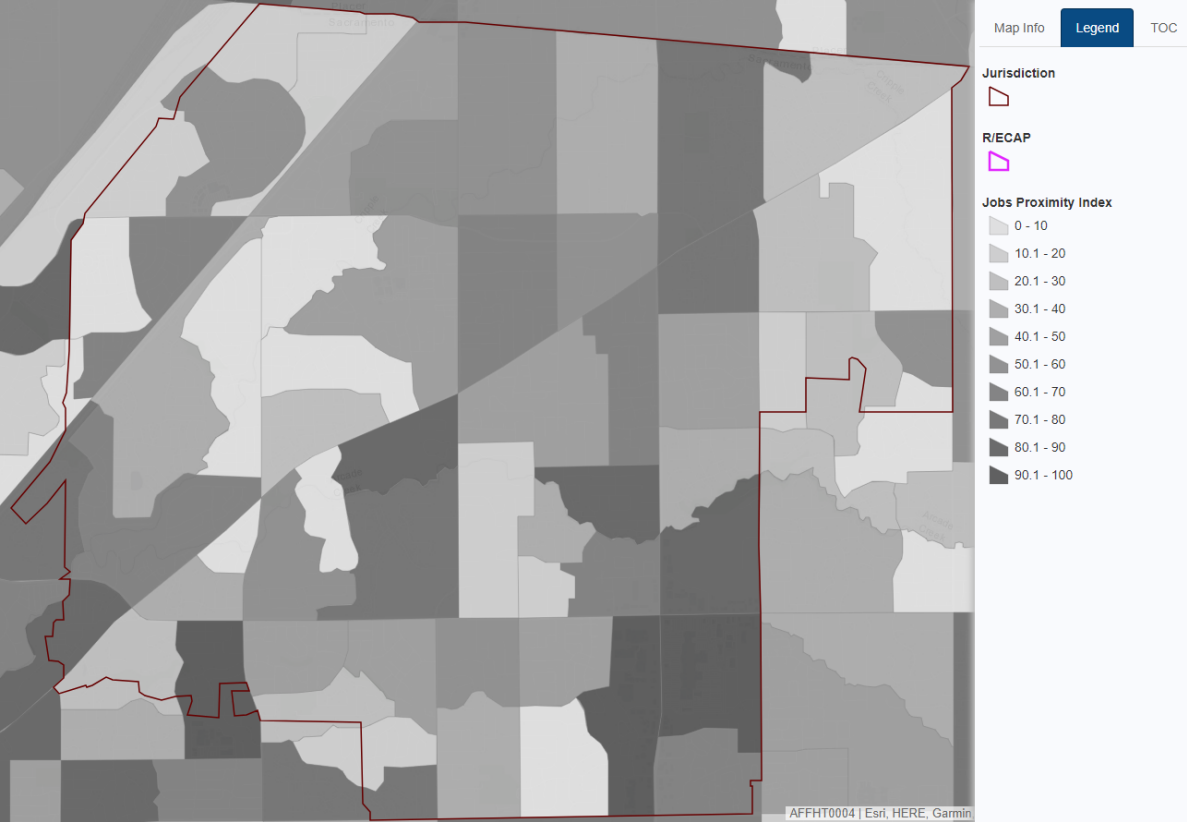 Map Info Legend TOC
Jurisdiction
R/ECAP
Jobs Proximity Index
0 - 10
10.1 - 20
20.1 - 30
30.1 - 40
40.1 - 50
50.1 - 60
60.1 - 70
70.1 - 80
80.1 - 90
90.1 - 100
Sacramento
AFFHT0004 | Esri, HERE, Garmin